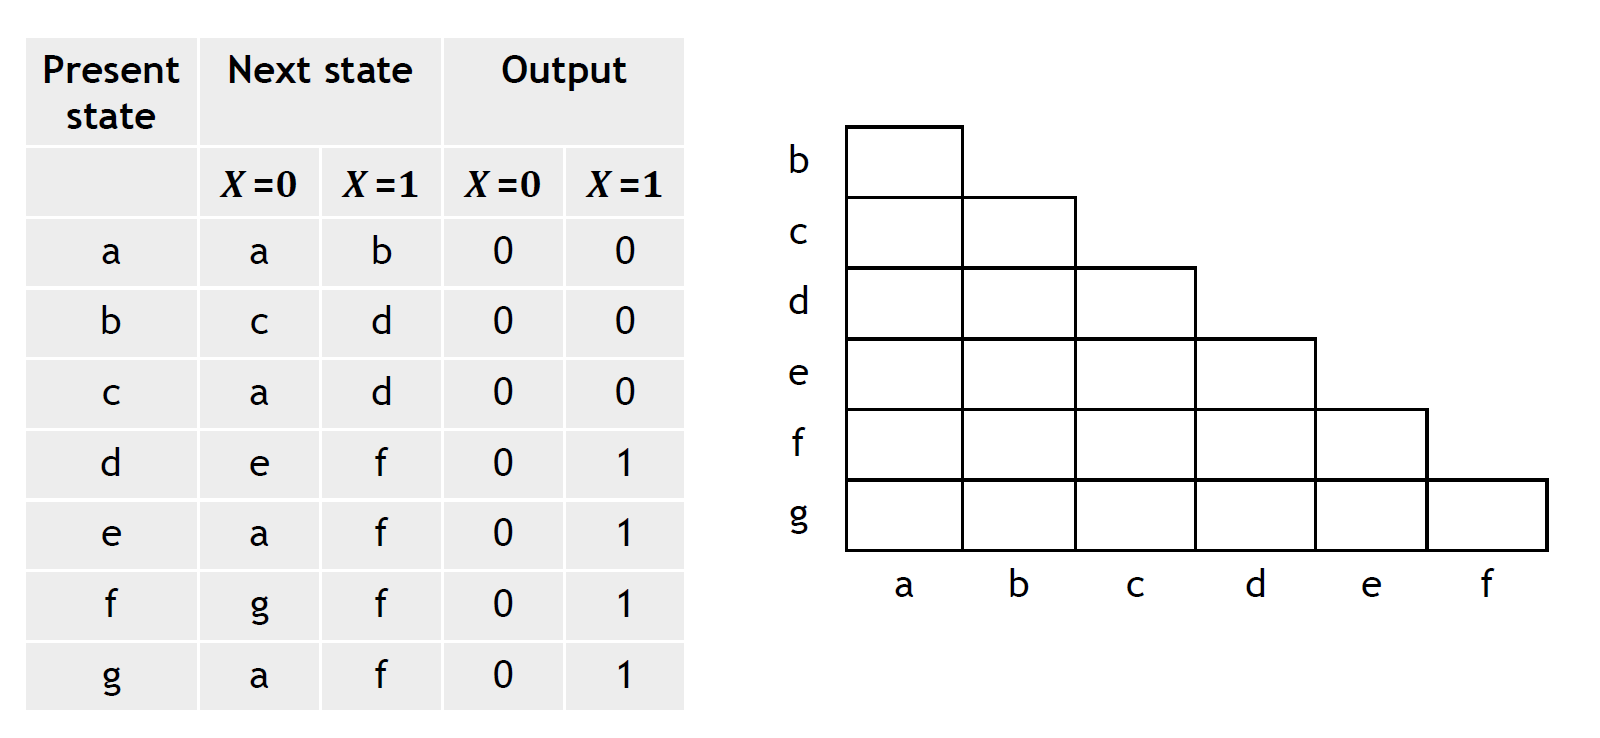 Present state Next state Output
X=0 X=1 X=0 X=1
a a b 0 0
b c d 0 0
c a d 0 0
d e f 0 1
e a f 0 1
f g f 0 1
g a f 0 1
b
c
d
e
f
g
a b c d e f